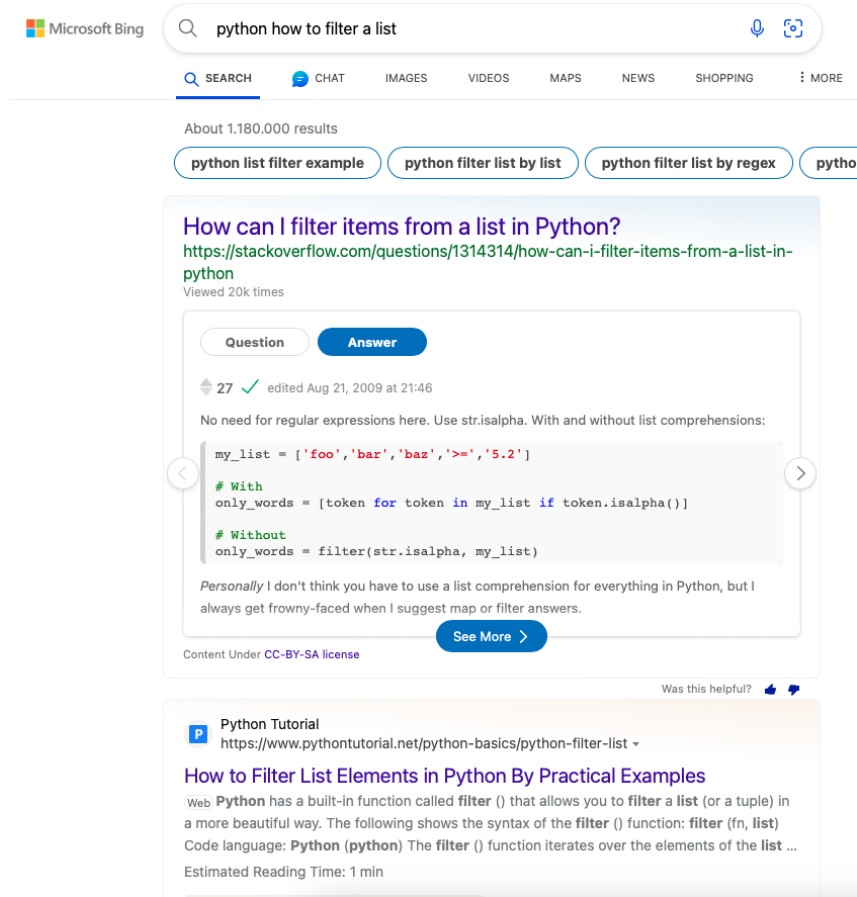 Microsoft Bing
python how to filter a list
SEARCH
CHAT
IMAGES
VIDEOS
MAPS
NEWS
SHOPPING
MORE
About 1.180.000 results
python list filter example
python filter list by list
python filter list by regex
pytho
How can I filter items from a list in Python?
https://stackoverflow.com/questions/1314314/how-can-i-filter-items-from-a-list-in-
python
Viewed 20k times
Question
Answer
27 edited Aug 21, 2009 at 21:46
No need for regular expressions here. Use str.isalpha. With and without list comprehensions:
my_list = ['foo','bar','baz','>=','5.2']
# With
only_words = [token for token in my_list if token.isalpha()]
# Without
only_words = filter(str.isalpha, my_list)
Personally I don't think you have to use a list comprehension for everything in Python, but I
always get frowny-faced when I suggest map or filter answers.
See More
Content Under CC-BY-SA license
Was this helpful?
P
Python Tutorial
https://www.pythontutorial.net/python-basics/python-filter-list
How to Filter List Elements in Python By Practical Examples
Web Python has a built-in function called filter () that allows you to filter a list (or a tuple) in
a more beautiful way. The following shows the syntax of the filter () function: filter (fn, list)
Code language: Python (python) The filter () function iterates over the elements of the list ...
Estimated Reading Time: 1 min